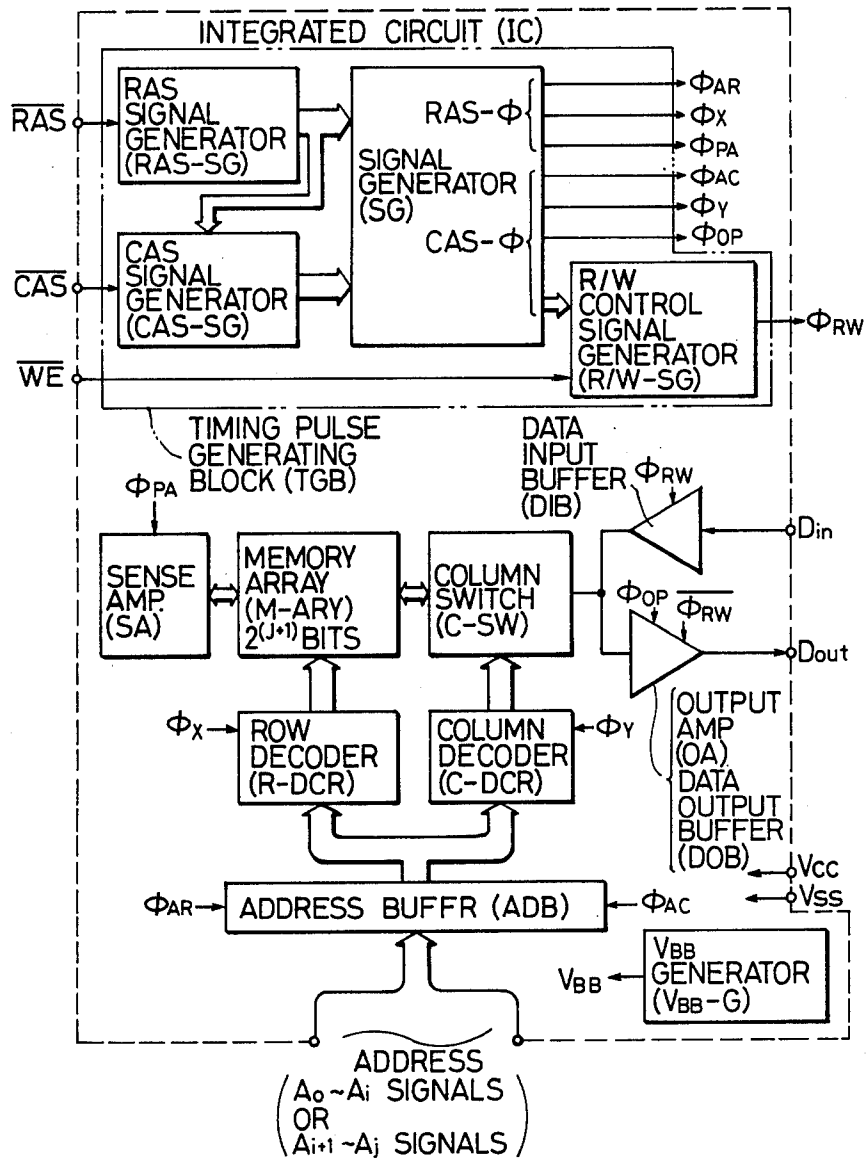 INTEGRATED CIRCUIT (IC)
R̅A̅S̅
RAS
SIGNAL
GENERATOR
(RAS-SG)
SIGNAL
GENERATOR
(SG)
RAS-Φ
CAS-Φ
ΦAR
ΦX
ΦPA
ΦAC
ΦY
ΦOP
C̅A̅S̅
CAS
SIGNAL
GENERATOR
(CAS-SG)
R/W
CONTROL
SIGNAL
GENERATOR
(R/W-SG)
ΦRW
W̅E̅
TIMING PULSE
GENERATING
BLOCK (TGB)
DATA
INPUT
BUFFER
(DIB)
ΦRW
Din
ΦPA
SENSE
AMP.
(SA)
MEMORY
ARRAY
(M-ARY)
2^(J+1) BITS
COLUMN
SWITCH
(C-SW)
ΦOP
Φ̅R̅W̅
Dout
ΦX
ROW
DECODER
(R-DCR)
COLUMN
DECODER
(C-DCR)
ΦY
OUTPUT
AMP
(OA)
DATA
OUTPUT
BUFFER
(DOB)
VCC
VSS
ΦAR
ADDRESS BUFFR (ADB)
ΦAC
VBB
VBB
GENERATOR
(VBB-G)
ADDRESS
(A0~Ai SIGNALS
OR
Ai+1~Aj SIGNALS)